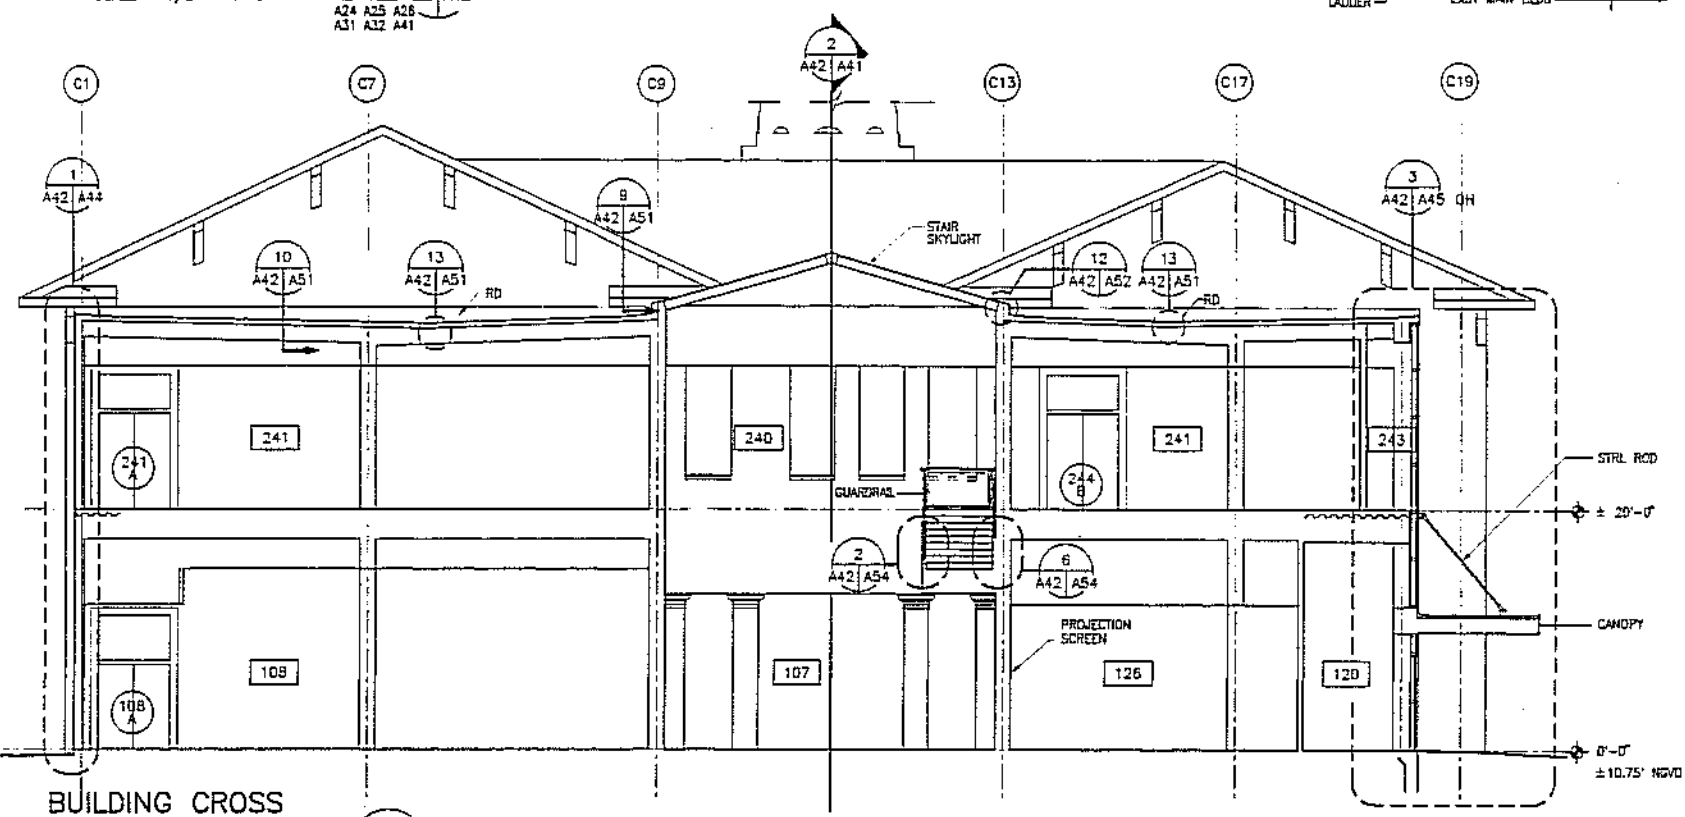 A24 A25 A26
A31 A32 A41
LADDER
2
A42 A41
C1
C7
C9
C13
C17
C19
1
A42 A44
9
A42 A51
3
A42 A45 OH
STAIR
SKYLIGHT
10
A42 A51
13
A42 A51
12
A42 A52
13
A42 A51
RD
RD
241
240
241
243
241
A
244
B
STRL ROD
GUARDRAIL
± 20'-0"
2
A42 A54
6
A42 A54
PROJECTION
SCREEN
CANOPY
108
107
126
120
108
A
0'-0"
±10.75' NGVD
BUILDING CROSS